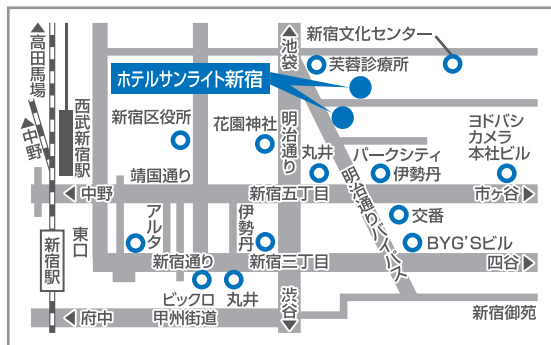 ▲高田馬場
▲中野
西武新宿駅
新宿駅
東口
▲池袋
新宿文化センター
芙蓉診療所
ホテルサンライト新宿
新宿区役所
花園神社
明治通り
丸井
パークシティ
伊勢丹
ヨドバシ
カメラ
本社ビル
靖国通り
◀中野
新宿五丁目
市ヶ谷▶
明治通りバイパス
アルタ
伊勢丹
交番
BYG'Sビル
新宿通り
新宿三丁目
四谷▶
ビックロ
丸井
◀府中
甲州街道
渋谷▼
新宿御苑